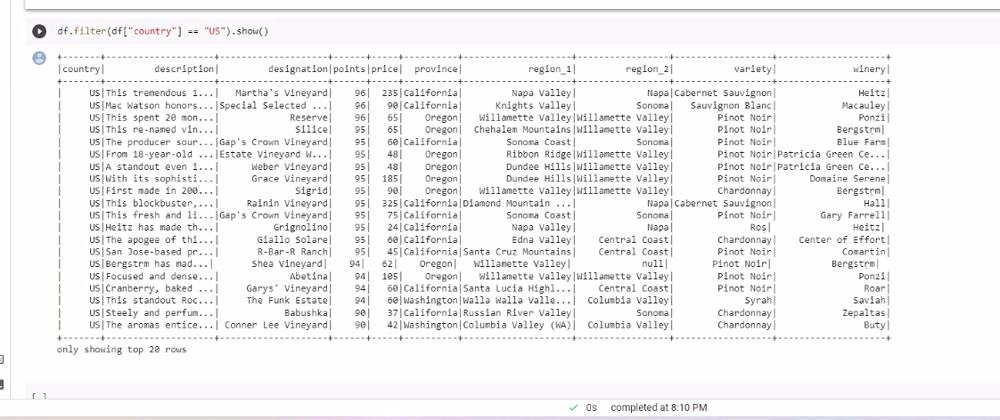 df.filter(df["country"] == "US").show()
+-------+--------------------+--------------------+------+-----+----------+--------------------+-----------------+------------------+--------------------+
|country|         description|         designation|points|price|  province|            region_1|         region_2|           variety|              winery|
+-------+--------------------+--------------------+------+-----+----------+--------------------+-----------------+------------------+--------------------+
|     US|This tremendous 1...|   Martha's Vineyard|    96|  235|California|         Napa Valley|             Napa|Cabernet Sauvignon|               Heitz|
|     US|Mac Watson honors...|Special Selected ...|    96|   90|California|      Knights Valley|           Sonoma|   Sauvignon Blanc|            Macauley|
|     US|This spent 20 mon...|             Reserve|    96|   65|    Oregon|   Willamette Valley|Willamette Valley|        Pinot Noir|               Ponzi|
|     US|This re-named vin...|              Silice|    95|   65|    Oregon|  Chehalem Mountains|Willamette Valley|        Pinot Noir|           Bergstrm|
|     US|The producer sour...|Gap's Crown Vineyard|    95|   60|California|        Sonoma Coast|           Sonoma|        Pinot Noir|           Blue Farm|
|     US|From 18-year-old ...|Estate Vineyard W...|    95|   48|    Oregon|        Ribbon Ridge|Willamette Valley|        Pinot Noir|Patricia Green Ce...|
|     US|A standout even i...|      Weber Vineyard|    95|   48|    Oregon|        Dundee Hills|Willamette Valley|        Pinot Noir|Patricia Green Ce...|
|     US|With its sophisti...|      Grace Vineyard|    95|  185|    Oregon|        Dundee Hills|Willamette Valley|        Pinot Noir|      Domaine Serene|
|     US|First made in 200...|              Sigrid|    95|   90|    Oregon|   Willamette Valley|Willamette Valley|        Chardonnay|           Bergstrm|
|     US|This blockbuster,...|     Rainin Vineyard|    95|  325|California|Diamond Mountain ...|             Napa|Cabernet Sauvignon|                Hall|
|     US|This fresh and li...|Gap's Crown Vineyard|    95|   75|California|        Sonoma Coast|           Sonoma|        Pinot Noir|        Gary Farrell|
|     US|Heitz has made th...|          Grignolino|    95|   24|California|         Napa Valley|             Napa|              Ros|               Heitz|
|     US|The apogee of thi...|       Giallo Solare|    95|   60|California|         Edna Valley|    Central Coast|        Chardonnay|    Center of Effort|
|     US|San Jose-based pr...|       R-Bar-R Ranch|    95|   45|California|Santa Cruz Mountains|    Central Coast|        Pinot Noir|            Comartin|
|     US|Bergstrm has mad...|      Shea Vineyard|    94|   62|    Oregon|   Willamette Valley|             null|        Pinot Noir|           Bergstrm|
|     US|Focused and dense...|             Abetina|    94|  105|    Oregon|   Willamette Valley|Willamette Valley|        Pinot Noir|               Ponzi|
|     US|Cranberry, baked ...|     Garys' Vineyard|    94|   60|California|Santa Lucia Highl...|    Central Coast|        Pinot Noir|                Roar|
|     US|This standout Roc...|     The Funk Estate|    94|   60|Washington|Walla Walla Valle...|  Columbia Valley|             Syrah|              Saviah|
|     US|Steely and perfum...|            Babushka|    90|   37|California|Russian River Valley|           Sonoma|        Chardonnay|            Zepaltas|
|     US|The aromas entice...| Conner Lee Vineyard|    90|   42|Washington|Columbia Valley (WA)|  Columbia Valley|        Chardonnay|                Buty|
+-------+--------------------+--------------------+------+-----+----------+--------------------+-----------------+------------------+--------------------+
only showing top 20 rows
[ ]
0s completed at 8:10 PM